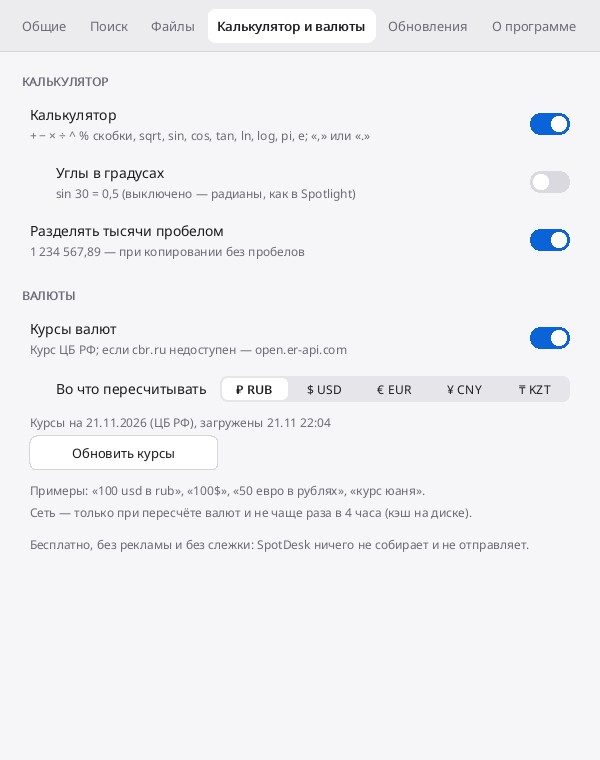 Общие Поиск Файлы Калькулятор и валюты Обновления О программе
КАЛЬКУЛЯТОР
Калькулятор
+ − × ÷ ^ % скобки, sqrt, sin, cos, tan, ln, log, pi, e; «,» или «.»
Углы в градусах
sin 30 = 0,5 (выключено — радианы, как в Spotlight)
Разделять тысячи пробелом
1 234 567,89 — при копировании без пробелов
ВАЛЮТЫ
Курсы валют
Курс ЦБ РФ; если cbr.ru недоступен — open.er-api.com
Во что пересчитывать ₽ RUB $ USD € EUR ¥ CNY ₸ KZT
Курсы на 21.11.2026 (ЦБ РФ), загружены 21.11 22:04
Обновить курсы
Примеры: «100 usd в rub», «100$», «50 евро в рублях», «курс юаня».
Сеть — только при пересчёте валют и не чаще раза в 4 часа (кэш на диске).
Бесплатно, без рекламы и без слежки: SpotDesk ничего не собирает и не отправляет.